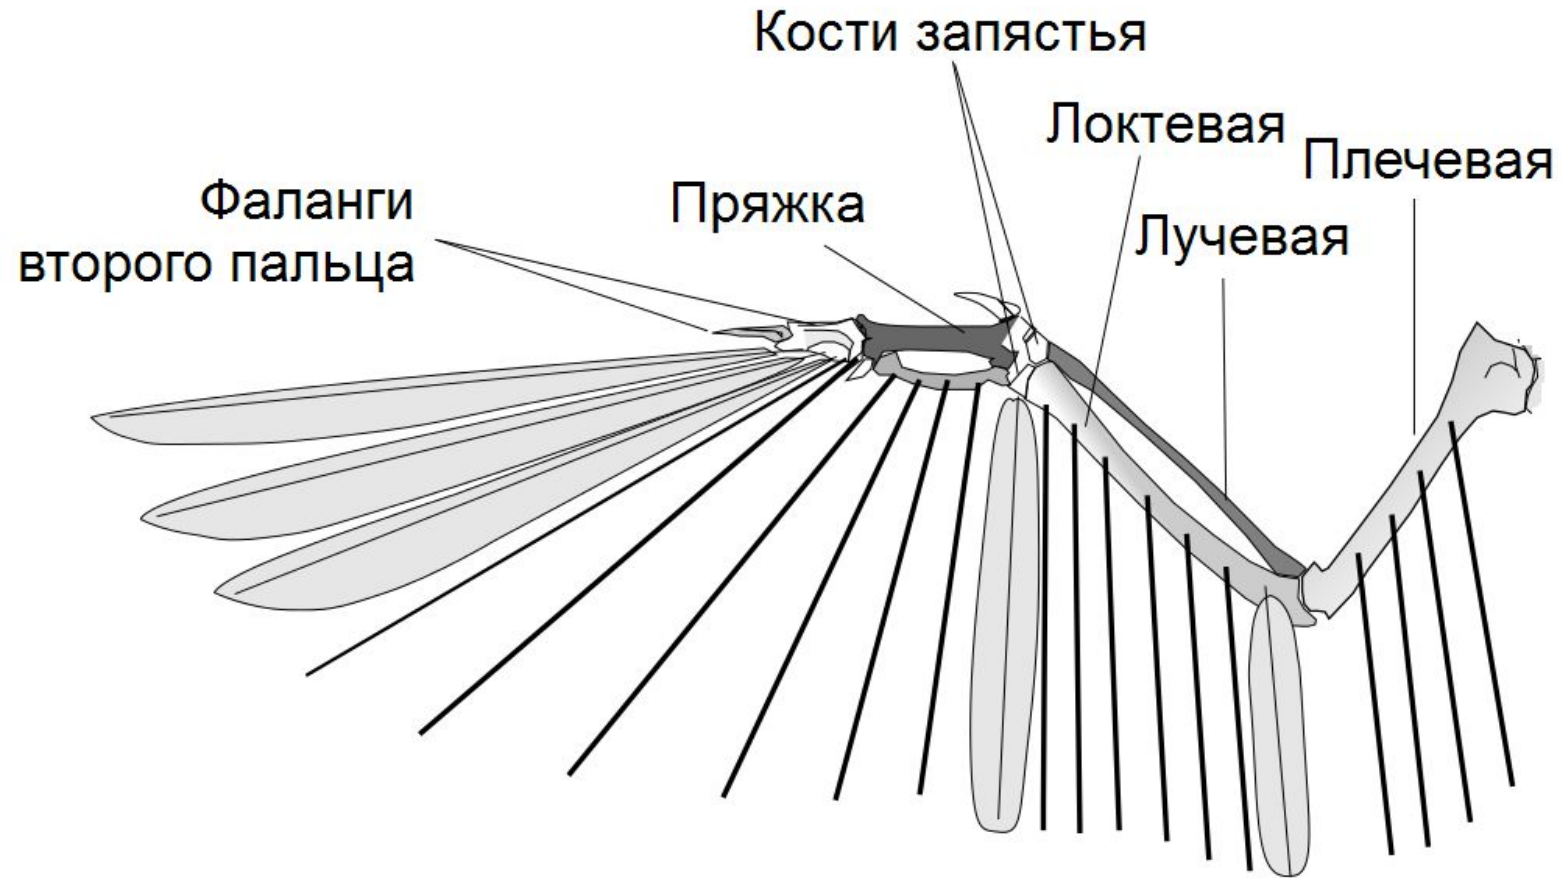 Кости запястья
Локтевая
Плечевая
Фаланги
второго пальца
Пряжка
Лучевая